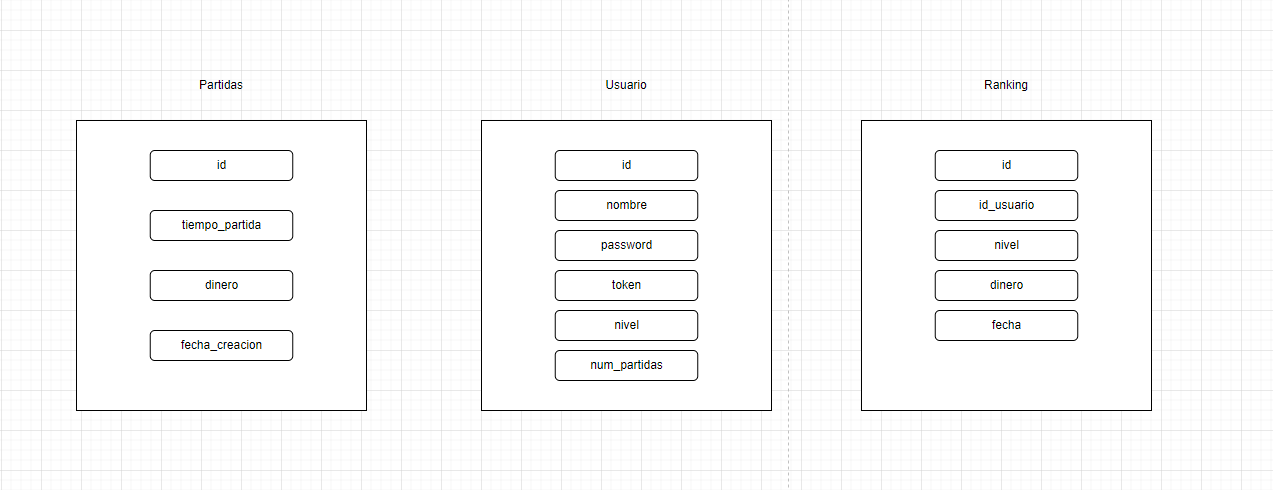 Partidas
id
tiempo_partida
dinero
fecha_creacion
Usuario
id
nombre
password
token
nivel
num_partidas
Ranking
id
id_usuario
nivel
dinero
fecha